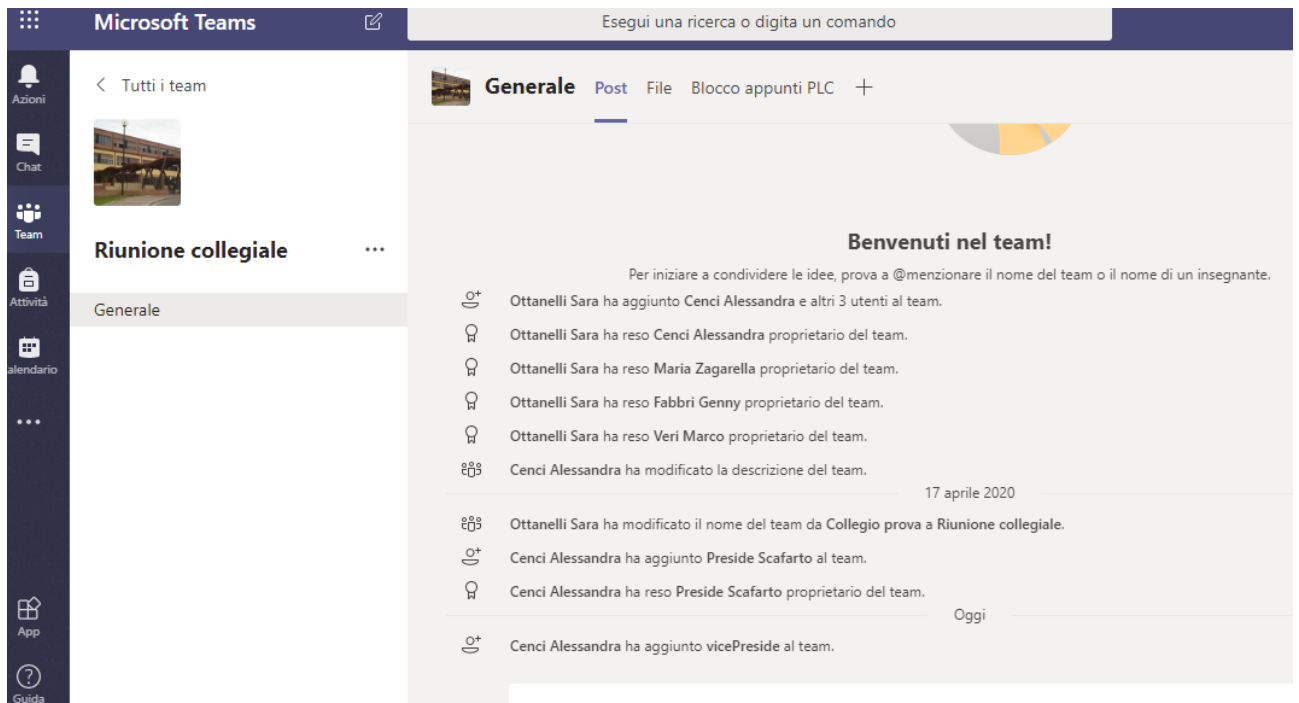 Microsoft Teams
Esegui una ricerca o digita un comando
Azioni
Chat
Team
Attività
alendario
App
Guida
Tutti i team
Riunione collegiale
Generale
Generale Post File Blocco appunti PLC
Benvenuti nel team!
Per iniziare a condividere le idee, prova a @menzionare il nome del team o il nome di un insegnante.
Ottanelli Sara ha aggiunto Cenci Alessandra e altri 3 utenti al team.
Ottanelli Sara ha reso Cenci Alessandra proprietario del team.
Ottanelli Sara ha reso Maria Zagarella proprietario del team.
Ottanelli Sara ha reso Fabbri Genny proprietario del team.
Ottanelli Sara ha reso Veri Marco proprietario del team.
Cenci Alessandra ha modificato la descrizione del team.
17 aprile 2020
Ottanelli Sara ha modificato il nome del team da Collegio prova a Riunione collegiale.
Cenci Alessandra ha aggiunto Preside Scafarto al team.
Cenci Alessandra ha reso Preside Scafarto proprietario del team.
Oggi
Cenci Alessandra ha aggiunto vicePreside al team.